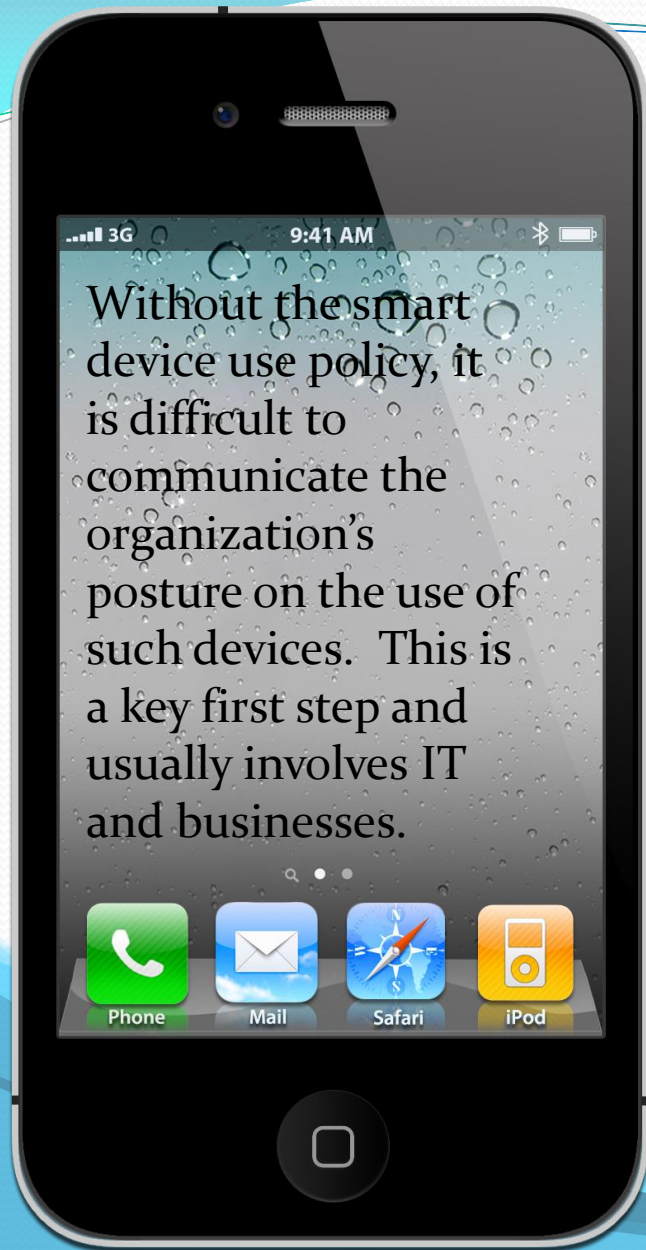 3G 9:41 AM
Without the smart
device use policy, it
is difficult to
communicate the
organization's
posture on the use of
such devices.  This is
a key first step and
usually involves IT
and businesses.
N
S
Phone Mail Safari iPod